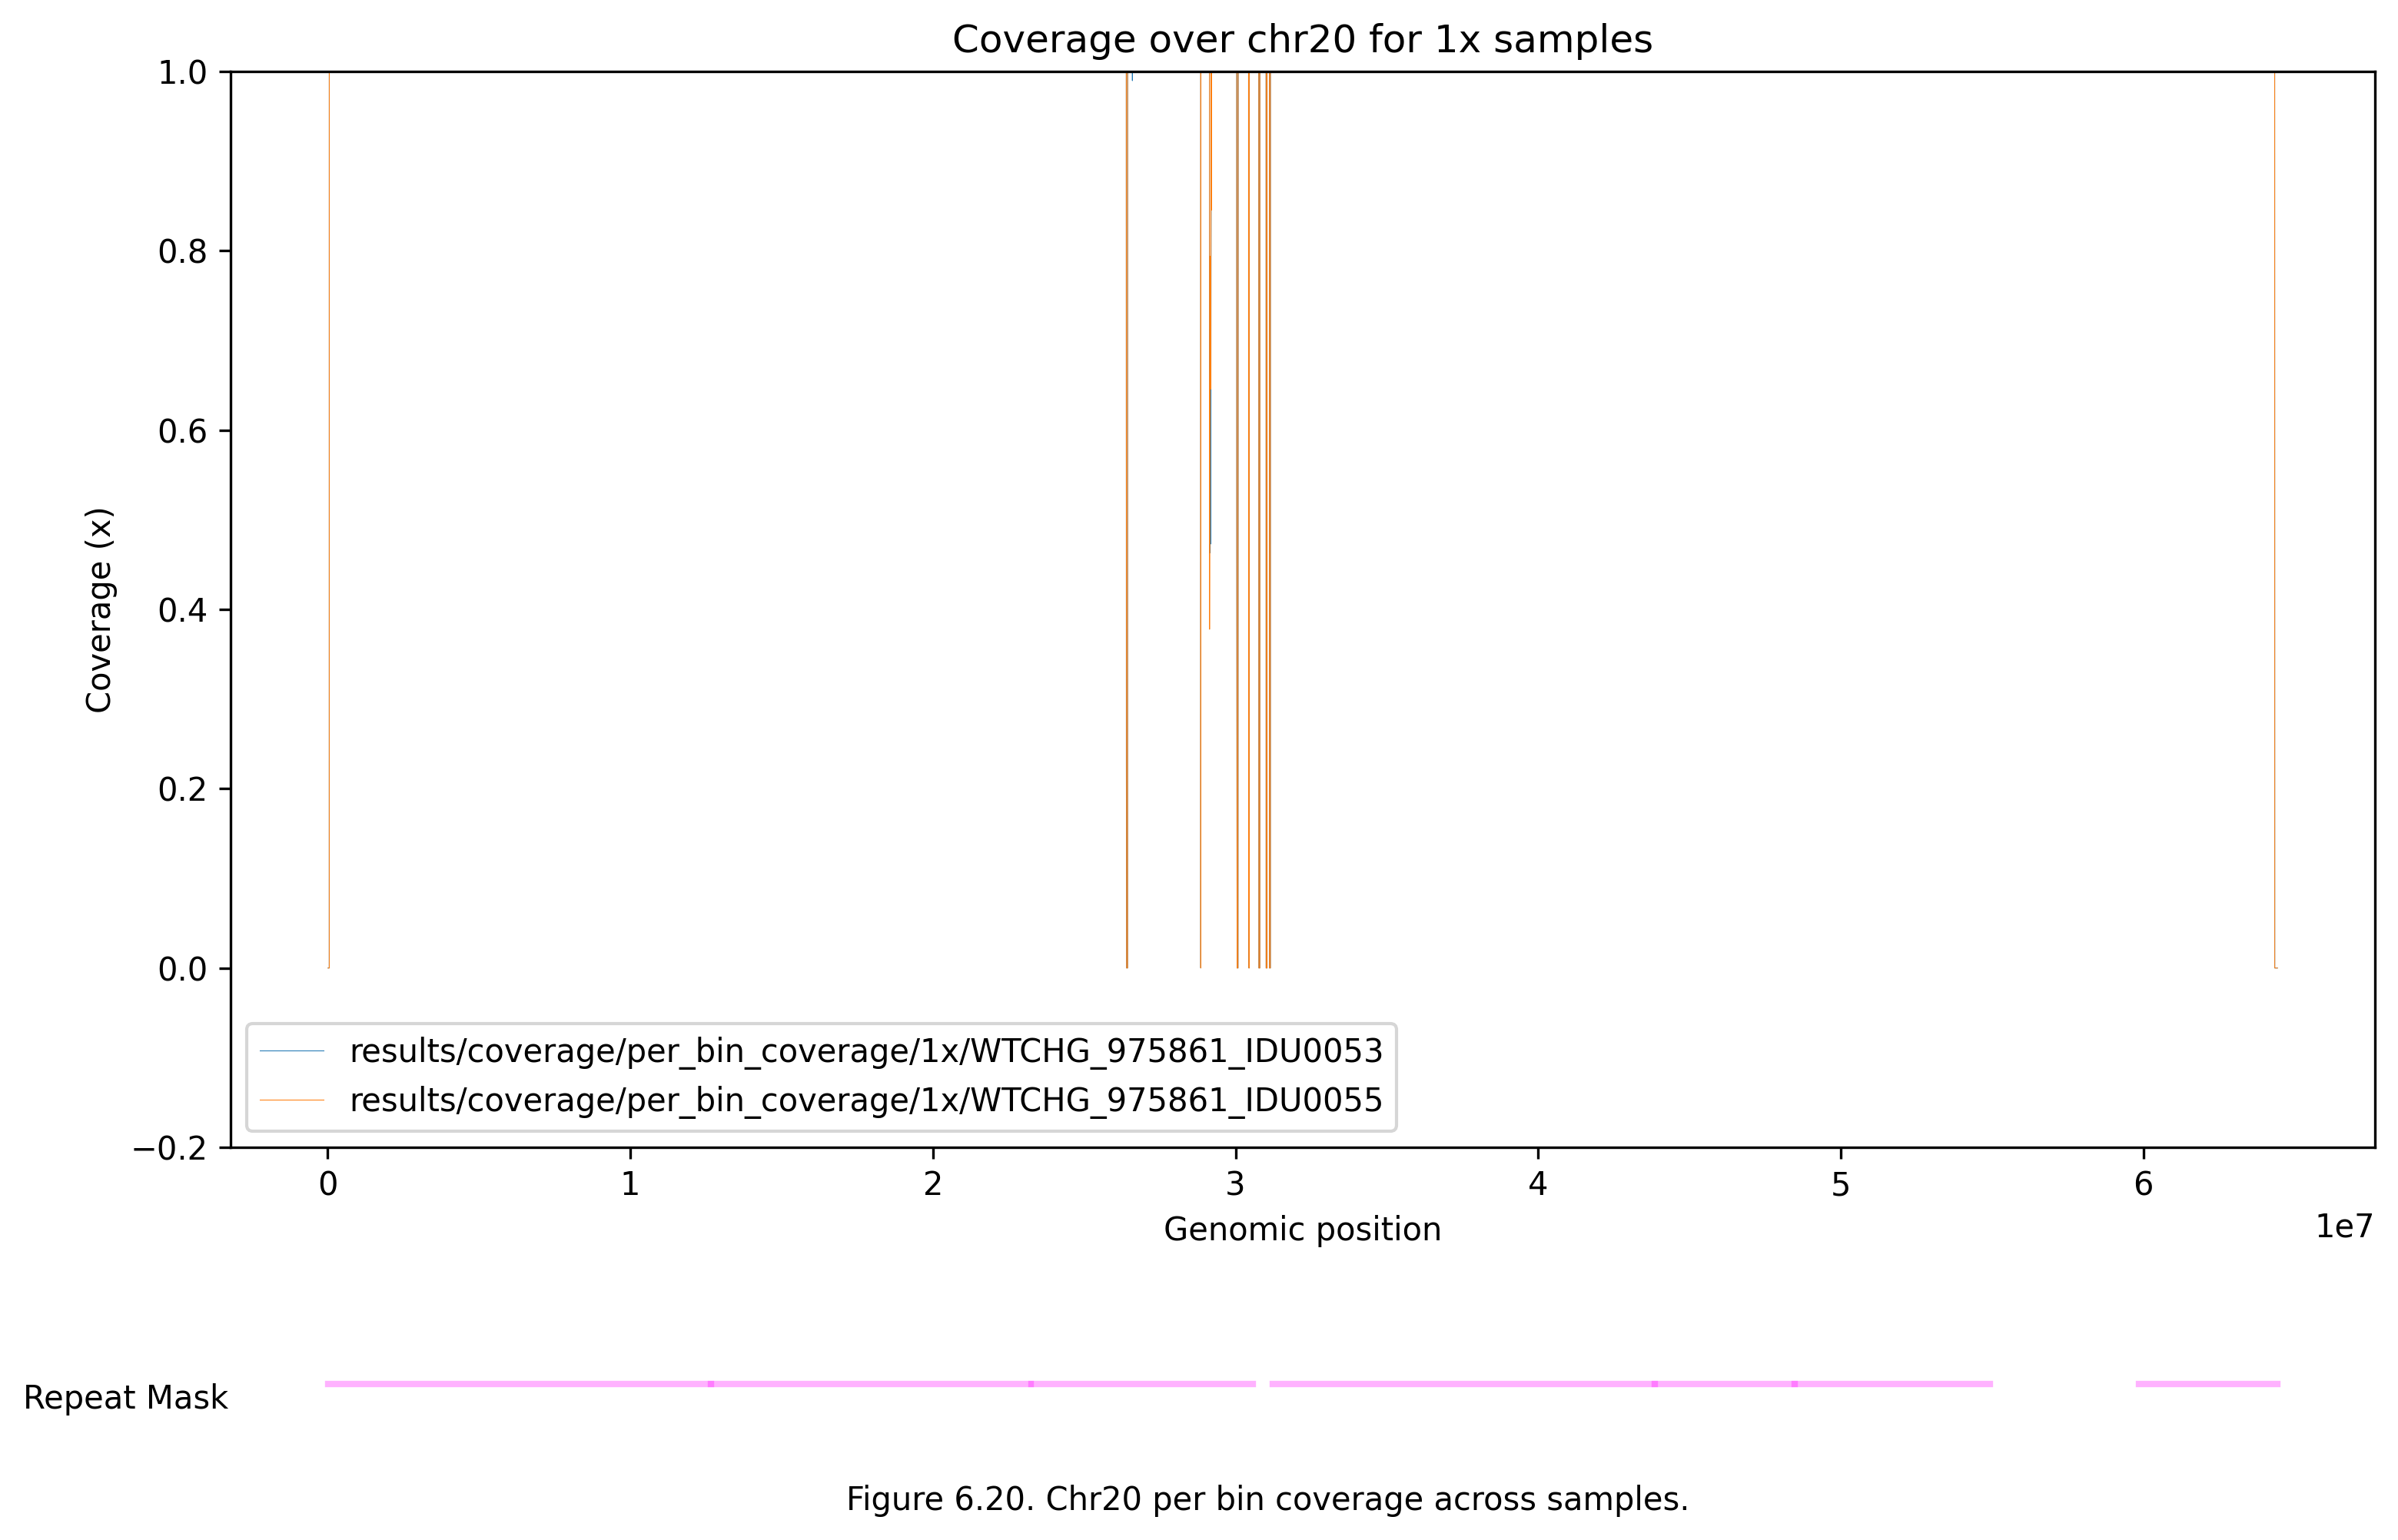 Coverage over chr20 for 1x samples
1.0
0.8
0.6
0.4
0.2
0.0
−0.2
Coverage (x)
results/coverage/per_bin_coverage/1x/WTCHG_975861_IDU0053
results/coverage/per_bin_coverage/1x/WTCHG_975861_IDU0055
0 1 2 3 4 5 6
1e7
Genomic position
Repeat Mask
Figure 6.20. Chr20 per bin coverage across samples.